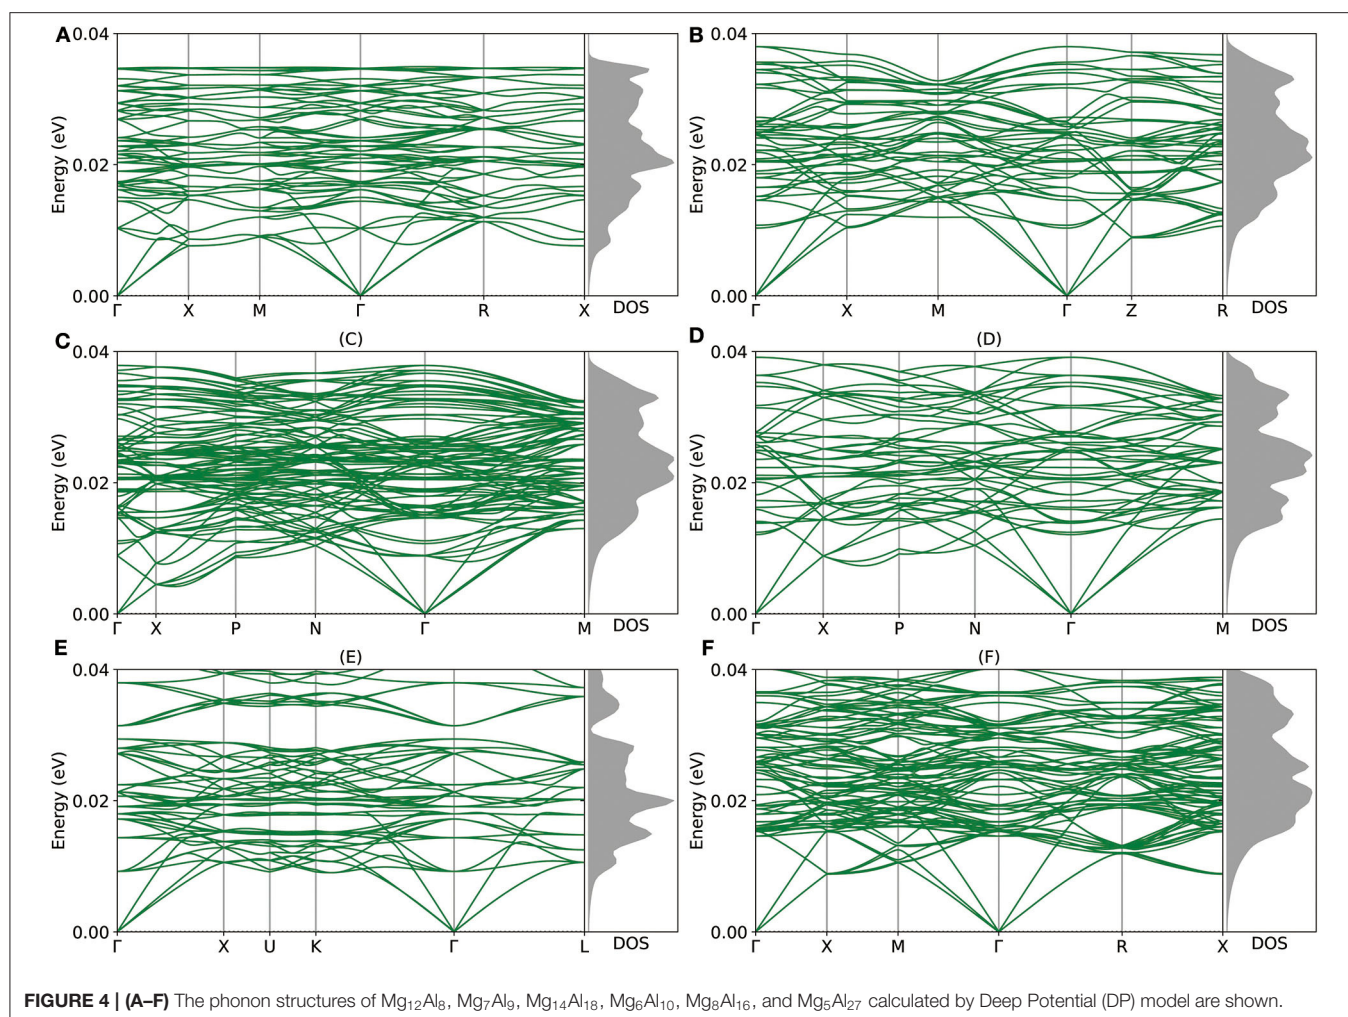 A
B
0.04
0.04
Energy (eV)
Energy (eV)
0.02
0.02
0.00
0.00
Γ X M Γ R X DOS
Γ X M Γ Z R DOS
C
(C)
D
(D)
0.04
0.04
Energy (eV)
Energy (eV)
0.02
0.02
0.00
0.00
Γ X P N Γ M DOS
Γ X P N Γ M DOS
E
(E)
F
(F)
0.04
0.04
Energy (eV)
Energy (eV)
0.02
0.02
0.00
0.00
Γ X U K Γ L DOS
Γ X M Γ R X DOS
FIGURE 4 | (A–F) The phonon structures of Mg₁₂Al₈, Mg₇Al₉, Mg₁₄Al₁₈, Mg₆Al₁₀, Mg₈Al₁₆, and Mg₅Al₂₇ calculated by Deep Potential (DP) model are shown.